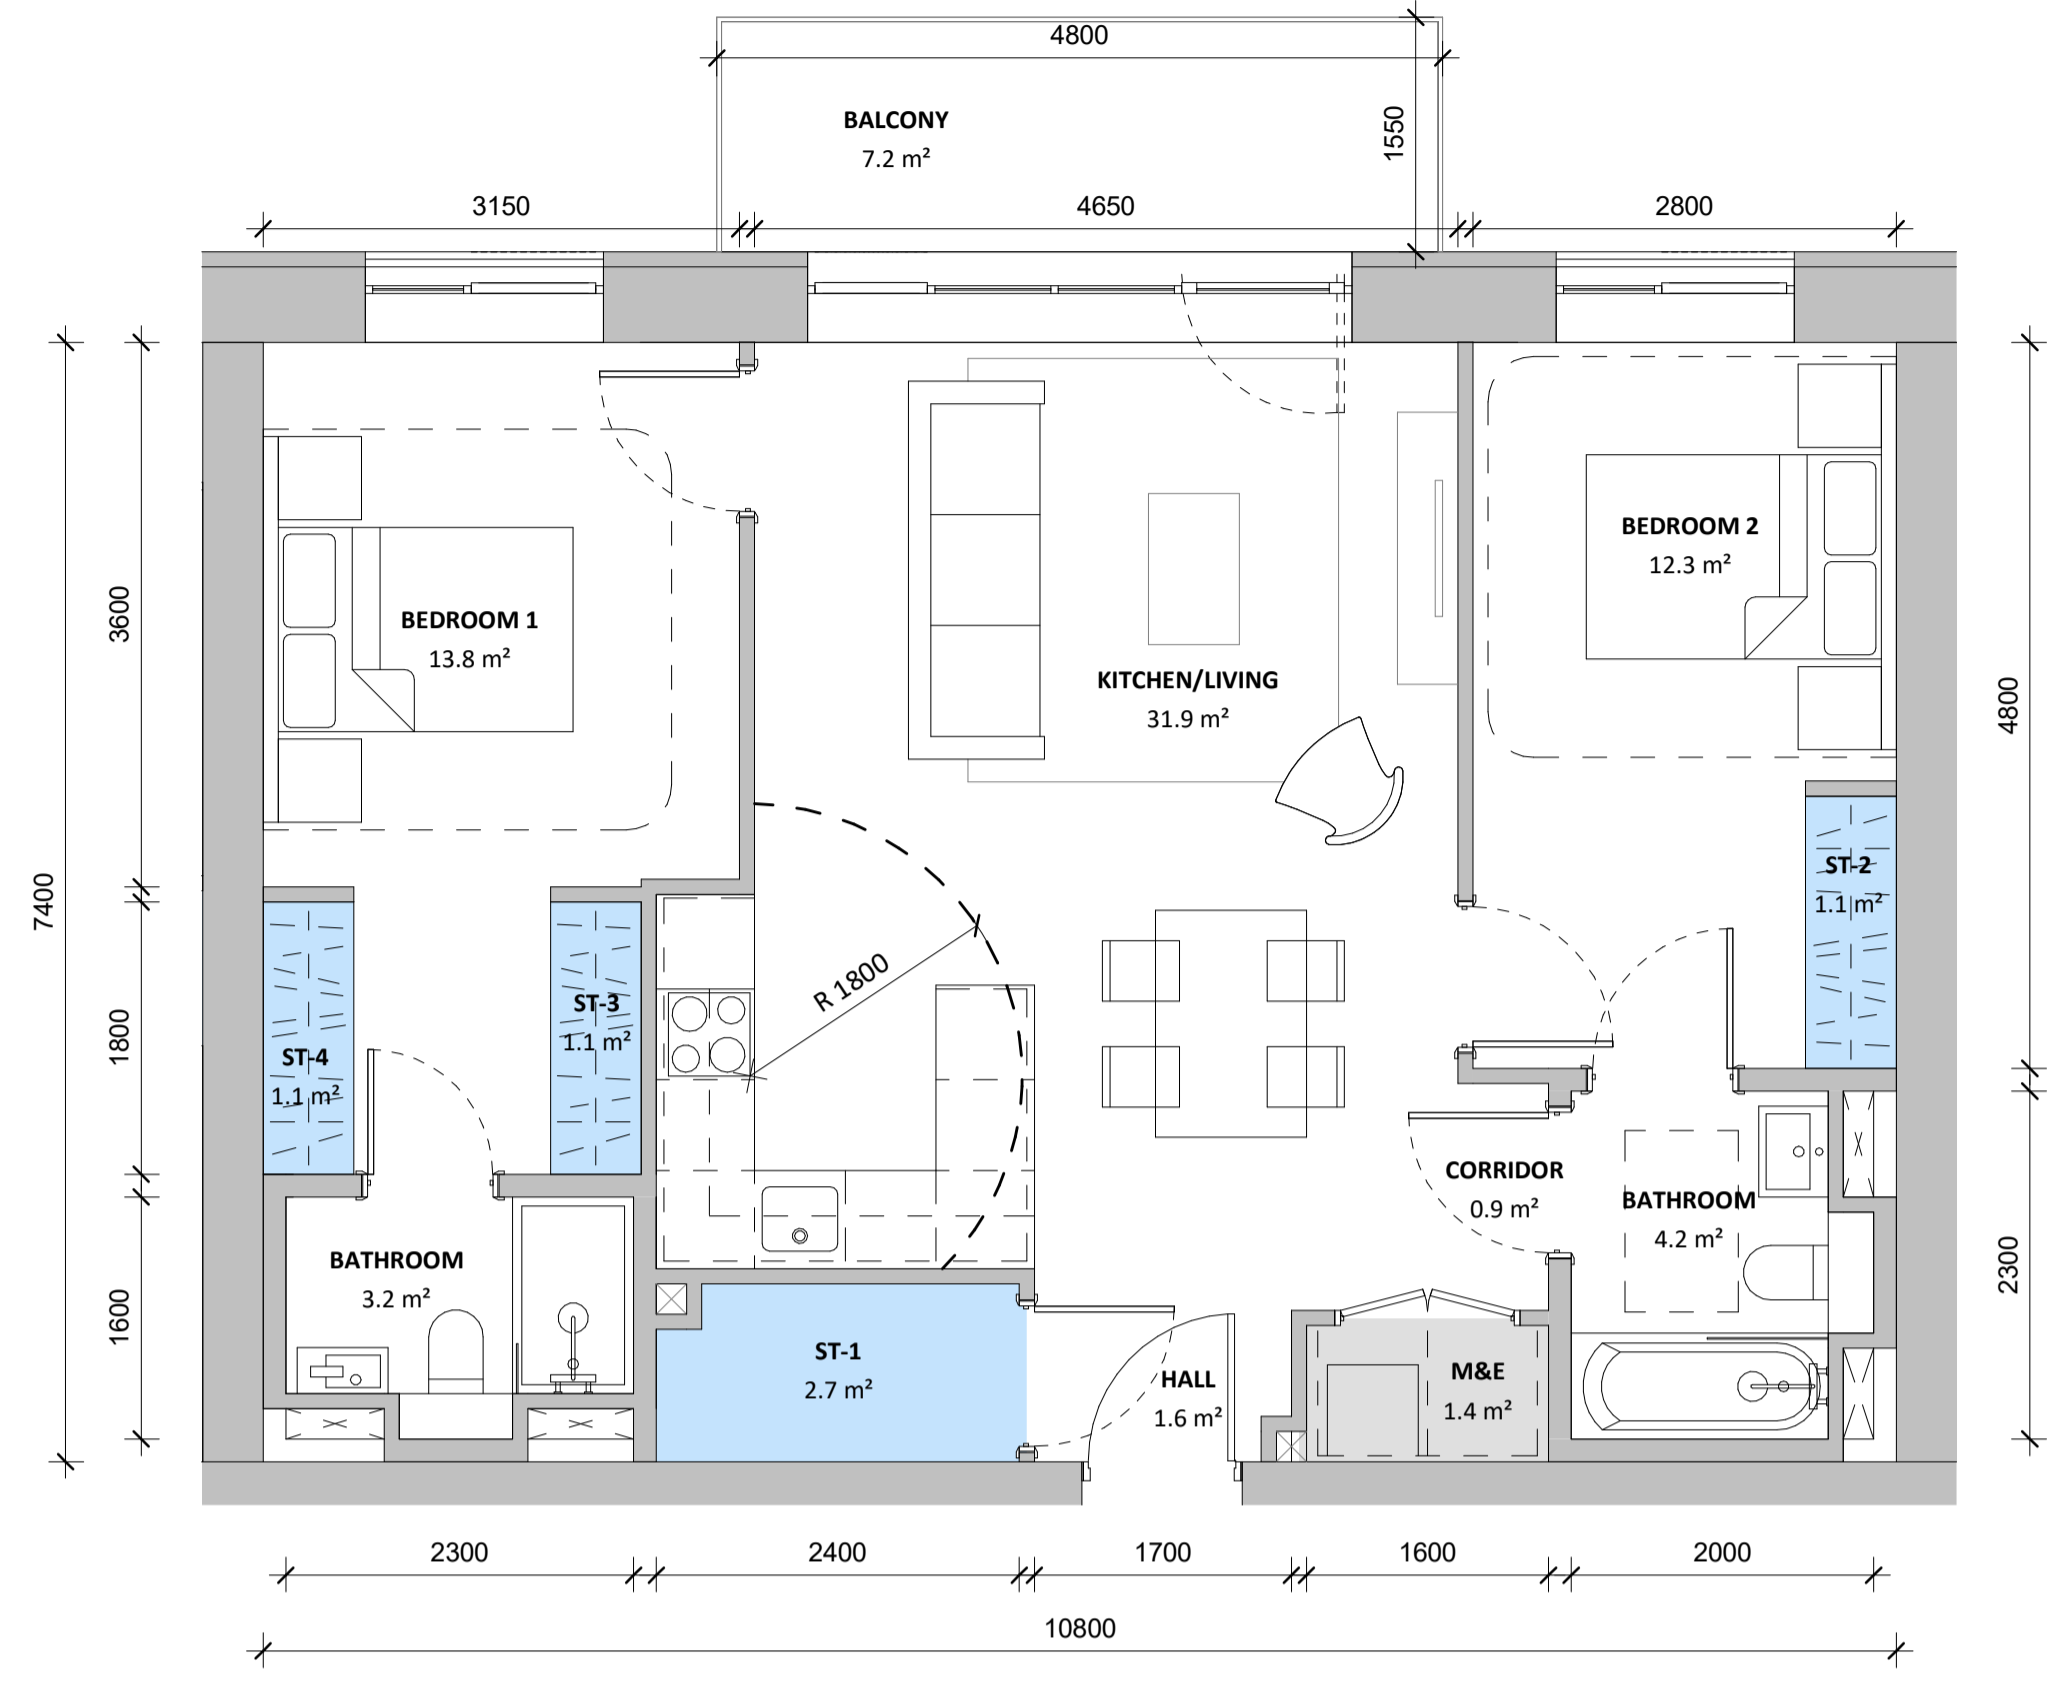 4800
BALCONY
7.2 m²
1550
3150
4650
2800
3600
BEDROOM 1
13.8 m²
KITCHEN/LIVING
31.9 m²
BEDROOM 2
12.3 m²
4800
7400
ST-2
1.1 m²
R 1800
1800
ST-3
1.1 m²
ST-4
1.1 m²
CORRIDOR
0.9 m²
BATHROOM
4.2 m²
2300
BATHROOM
3.2 m²
1600
ST-1
2.7 m²
HALL
1.6 m²
M&E
1.4 m²
2300
2400
1700
1600
2000
10800